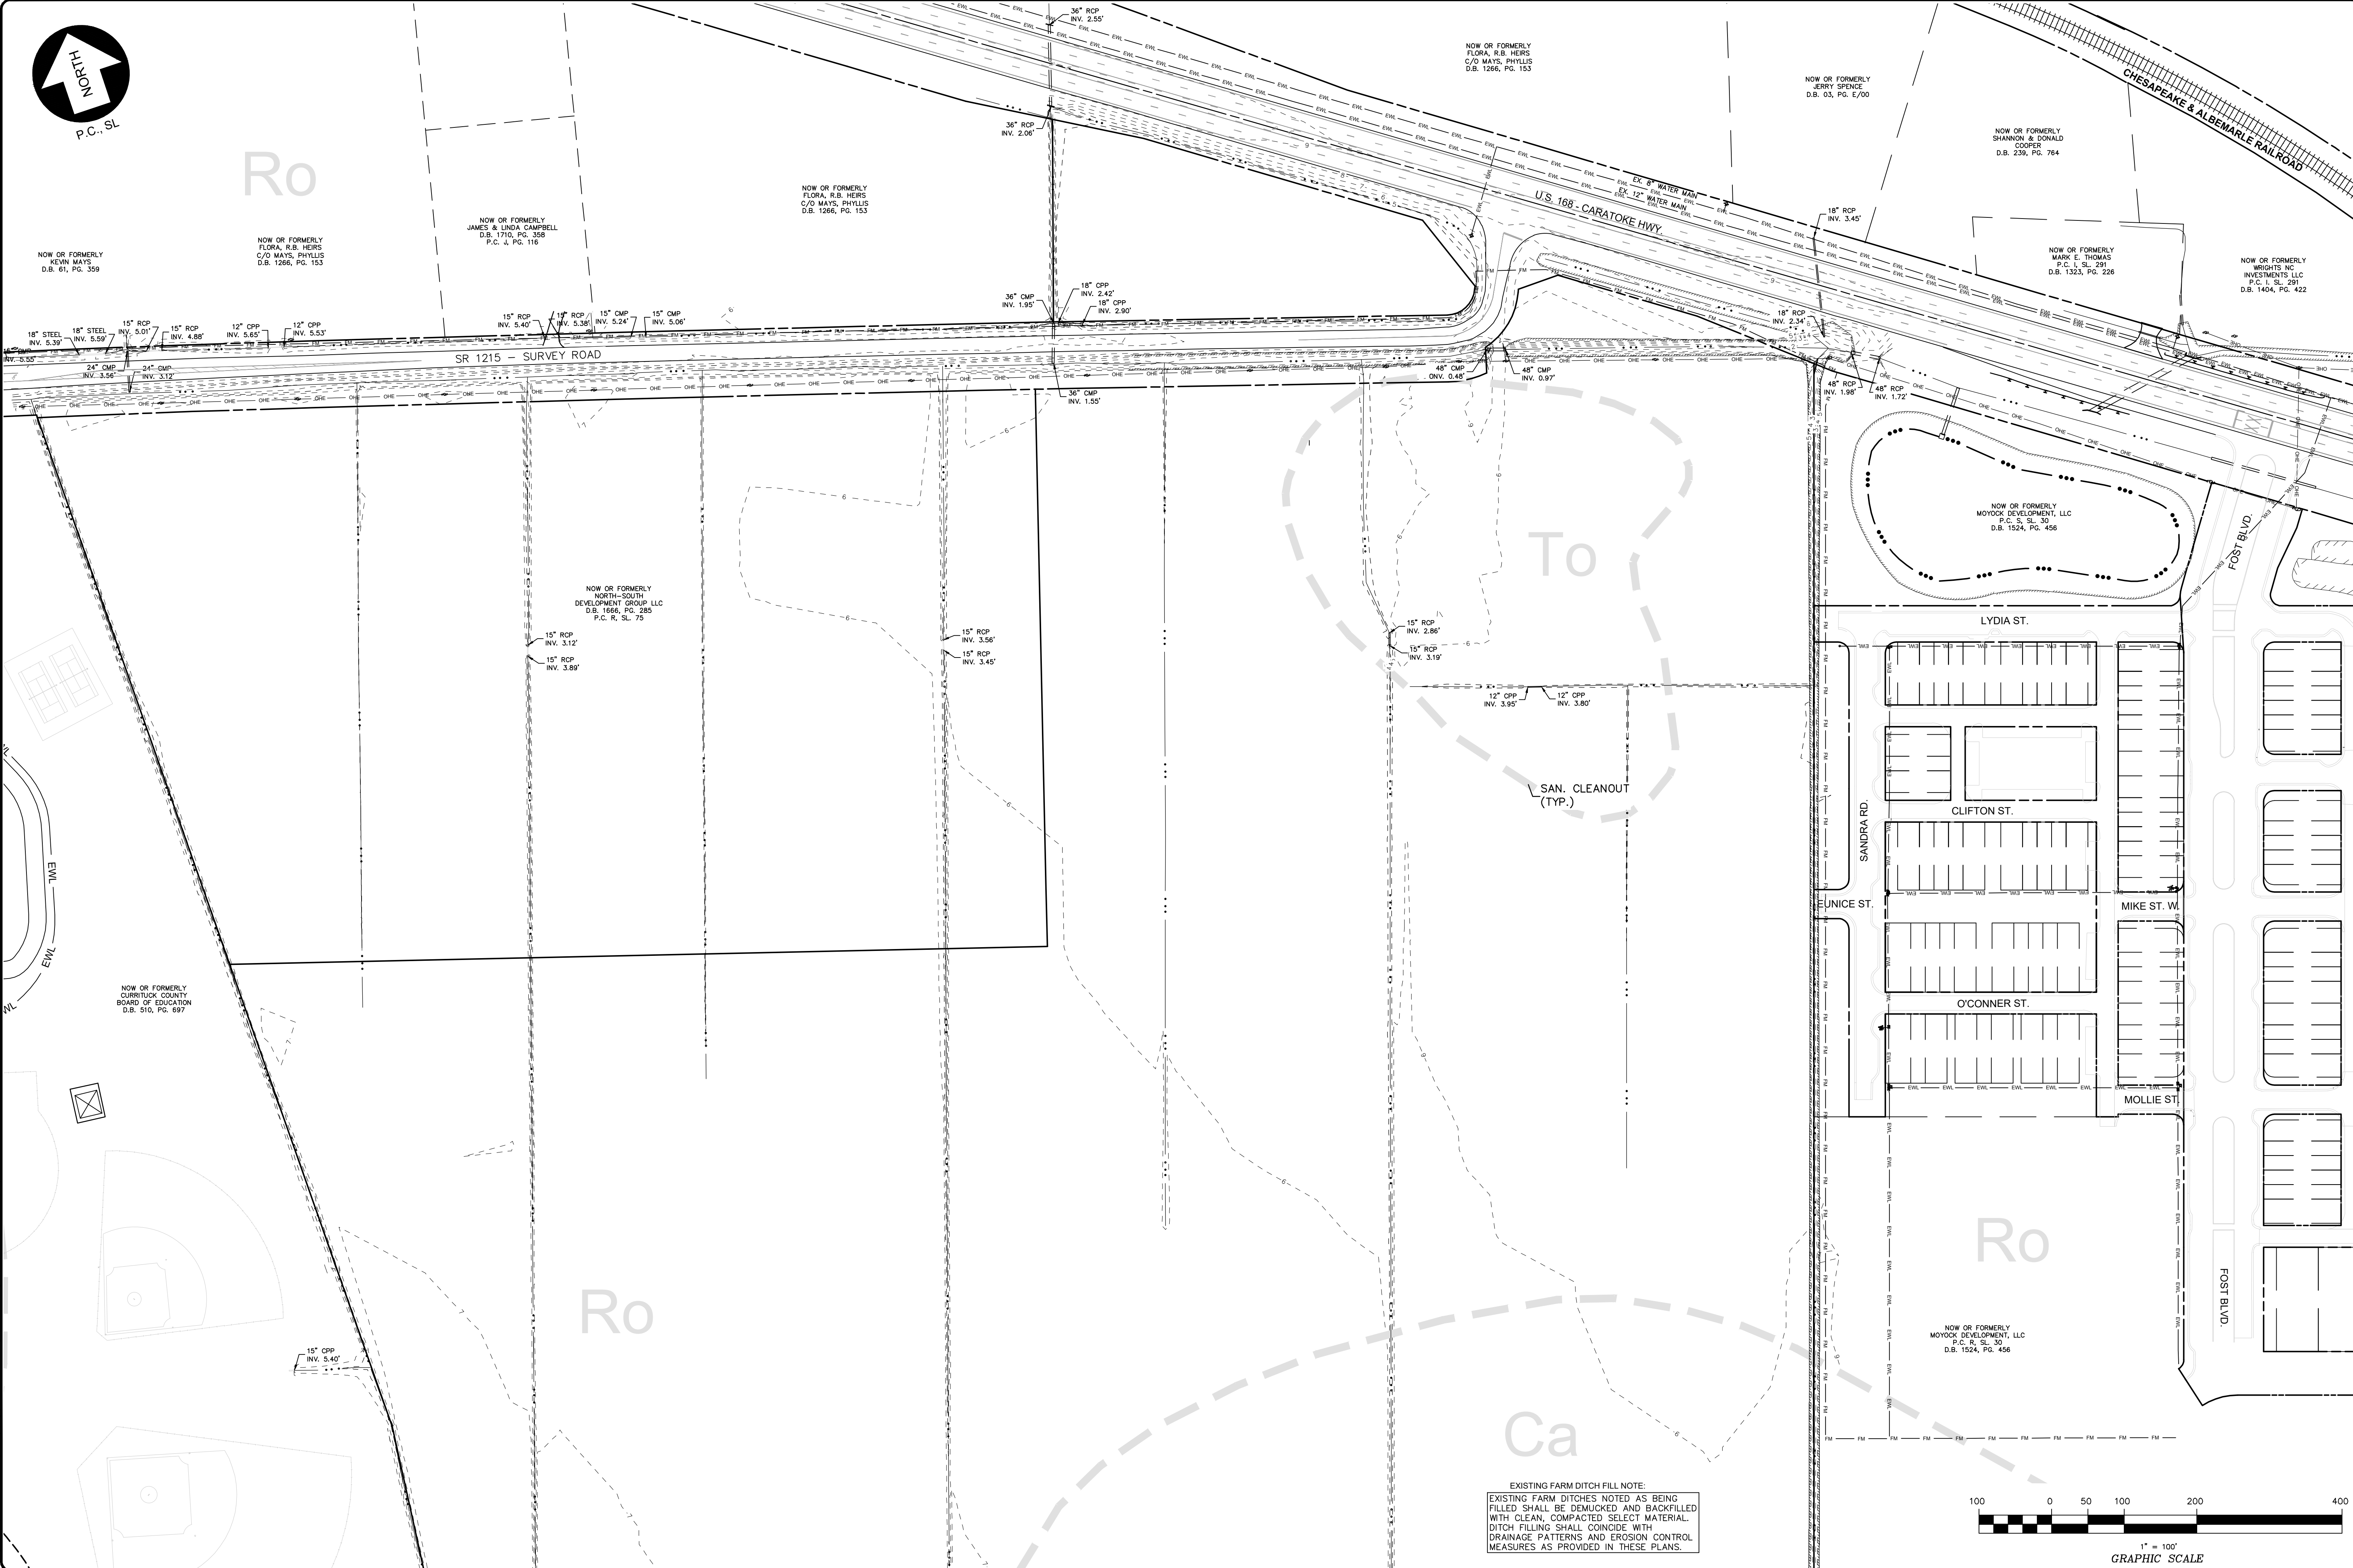 NORTH
P.C., SL
Ro
NOW OR FORMERLY
KEVIN MAYS
D.B. 61, PG. 359
NOW OR FORMERLY
FLORA, R.B. HEIRS
C/O MAYS, PHYLLIS
D.B. 1266, PG. 153
NOW OR FORMERLY
JAMES & LINDA CAMPBELL
D.B. 1710, PG. 358
P.C. J, PG. 116
NOW OR FORMERLY
FLORA, R.B. HEIRS
C/O MAYS, PHYLLIS
D.B. 1266, PG. 153
36" RCP
INV. 2.55'
36" RCP
INV. 2.06'
NOW OR FORMERLY
FLORA, R.B. HEIRS
C/O MAYS, PHYLLIS
D.B. 1266, PG. 153
NOW OR FORMERLY
JERRY SPENCE
D.B. 03, PG. E/00
CHESAPEAKE & ALBEMARLE RAILROAD
NOW OR FORMERLY
SHANNON & DONALD
COOPER
D.B. 239, PG. 764
NOW OR FORMERLY
MARK E. THOMAS
P.C. I, SL. 291
D.B. 1323, PG. 226
NOW OR FORMERLY
WRIGHTS NC
INVESTMENTS LLC
P.C. I. SL. 291
D.B. 1404, PG. 422
EX. 8" WATER MAIN
EX. 12" WATER MAIN
U.S. 168 - CARATOKE HWY.
18" RCP
INV. 3.45'
18" RCP
INV. 2.34'
48" RCP
INV. 1.98'
48" RCP
INV. 1.72'
INV. 5.55'
18" STEEL
INV. 5.39'
18" STEEL
INV. 5.59'
15" RCP
INV. 5.01'
15" RCP
INV. 4.88'
12" CPP
INV. 5.65'
12" CPP
INV. 5.53'
24" CMP
INV. 3.56'
24" CMP
INV. 3.12'
15" RCP
INV. 5.40'
15" RCP
INV. 5.38'
15" CMP
INV. 5.24'
15" CMP
INV. 5.06'
SR 1215 – SURVEY ROAD
36" CMP
INV. 1.95'
18" CPP
INV. 2.42'
18" CPP
INV. 2.90'
36" CMP
INV. 1.55'
48" CMP
ONV. 0.48'
48" CMP
INV. 0.97'
To
NOW OR FORMERLY
NORTH–SOUTH
DEVELOPMENT GROUP LLC
D.B. 1666, PG. 285
P.C. R, SL. 75
15" RCP
INV. 3.12'
15" RCP
INV. 3.89'
15" RCP
INV. 3.56'
15" RCP
INV. 3.45'
15" RCP
INV. 2.86'
15" RCP
INV. 3.19'
12" CPP
INV. 3.95'
12" CPP
INV. 3.80'
SAN. CLEANOUT
(TYP.)
NOW OR FORMERLY
MOYOCK DEVELOPMENT, LLC
P.C. S, SL. 30
D.B. 1524, PG. 456
FOST BLVD.
LYDIA ST.
SANDRA RD.
CLIFTON ST.
EUNICE ST.
MIKE ST. W.
O'CONNER ST.
MOLLIE ST.
FOST BLVD.
EWL
EWL
NOW OR FORMERLY
CURRITUCK COUNTY
BOARD OF EDUCATION
D.B. 510, PG. 697
15" CPP
INV. 5.40'
Ro
Ro
Ca
NOW OR FORMERLY
MOYOCK DEVELOPMENT, LLC
P.C. R, SL. 30
D.B. 1524, PG. 456
EXISTING FARM DITCH FILL NOTE:
EXISTING FARM DITCHES NOTED AS BEING
FILLED SHALL BE DEMUCKED AND BACKFILLED
WITH CLEAN, COMPACTED SELECT MATERIAL.
DITCH FILLING SHALL COINCIDE WITH
DRAINAGE PATTERNS AND EROSION CONTROL
MEASURES AS PROVIDED IN THESE PLANS.
100 0 50 100 200 400
1" = 100'
GRAPHIC SCALE